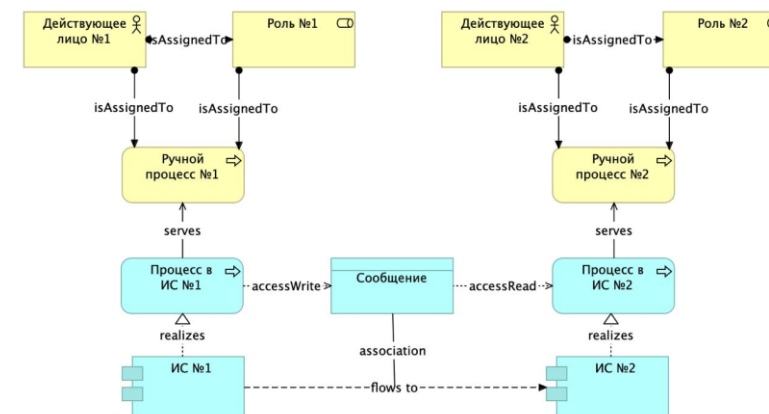 Действующее
лицо №1
isAssignedTo
Роль №1
Действующее
лицо №2
isAssignedTo
Роль №2
isAssignedTo
isAssignedTo
isAssignedTo
isAssignedTo
Ручной
процесс №1
Ручной
процесс №2
serves
serves
Процесс в
ИС №1
accessWrite
Сообщение
accessRead
Процесс в
ИС №2
realizes
association
realizes
ИС №1
flows to
ИС №2